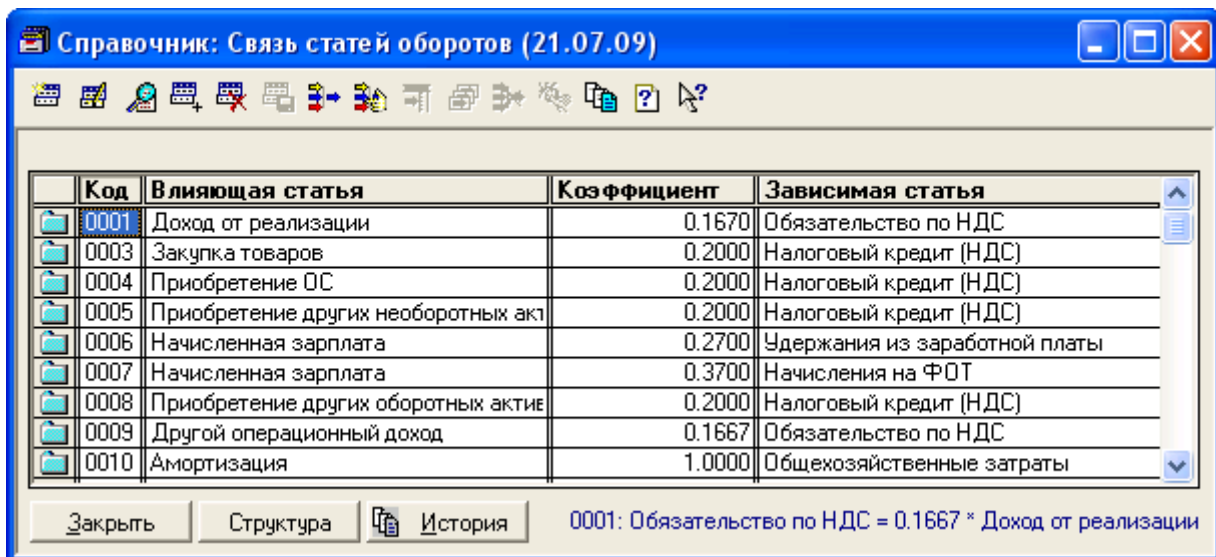 Справочник: Связь статей оборотов (21.07.09)
Код Влияющая статья Коэффициент Зависимая статья
0001 Доход от реализации 0.1670 Обязательство по НДС
0003 Закупка товаров 0.2000 Налоговый кредит (НДС)
0004 Приобретение ОС 0.2000 Налоговый кредит (НДС)
0005 Приобретение других необоротных акт 0.2000 Налоговый кредит (НДС)
0006 Начисленная зарплата 0.2700 Удержания из заработной платы
0007 Начисленная зарплата 0.3700 Начисления на ФОТ
0008 Приобретение других оборотных актив 0.2000 Налоговый кредит (НДС)
0009 Другой операционный доход 0.1667 Обязательство по НДС
0010 Амортизация 1.0000 Общехозяйственные затраты
Закрыть Структура История 0001: Обязательство по НДС = 0.1667 * Доход от реализации